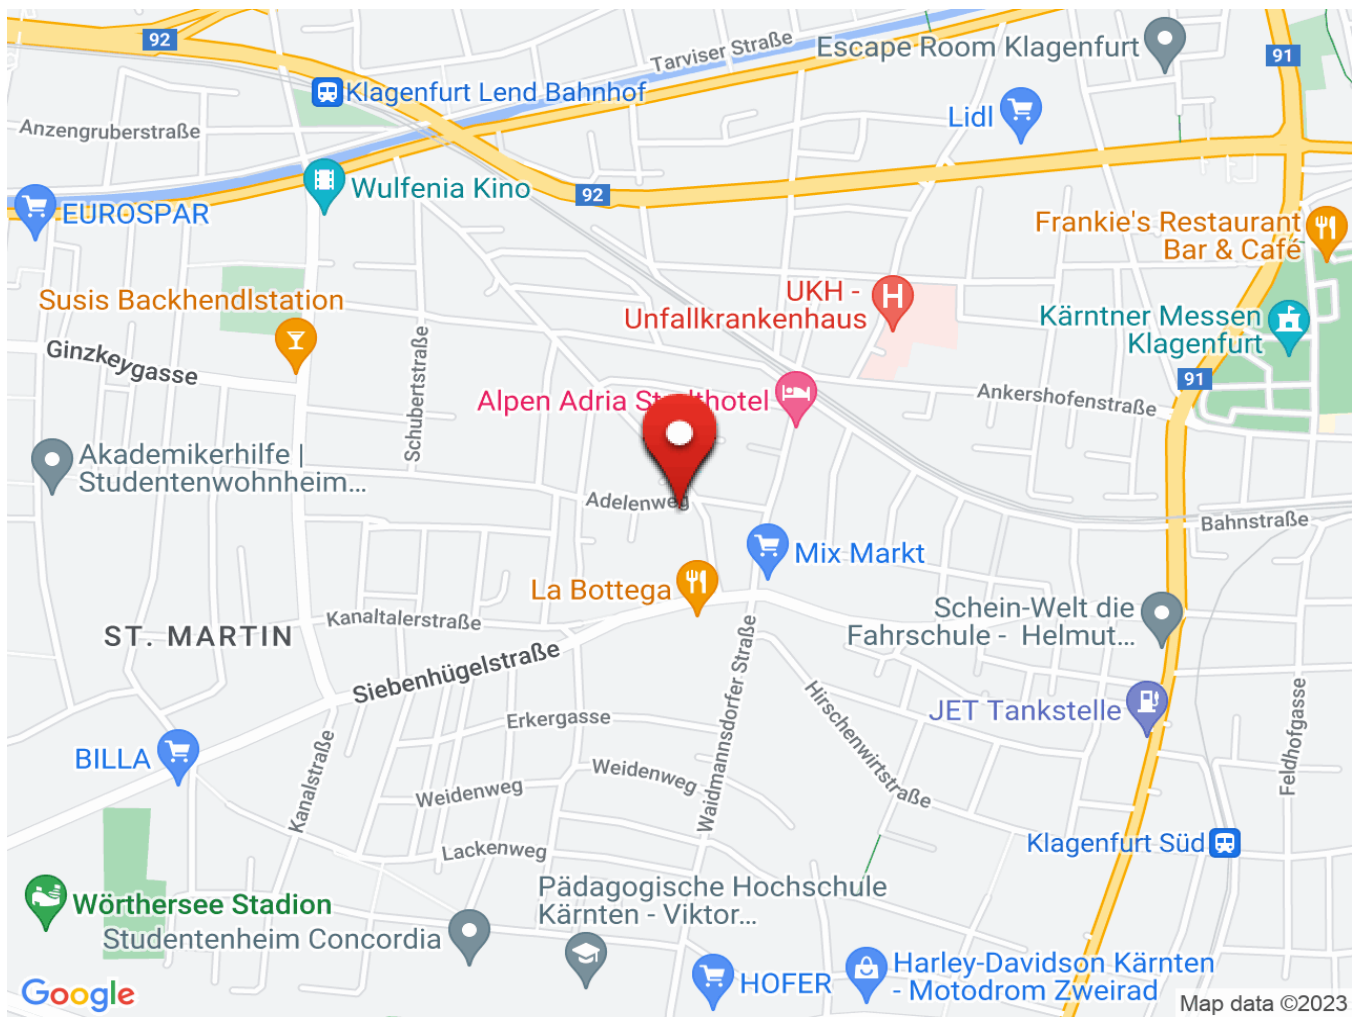 92
Tarviser Straße
Escape Room Klagenfurt
91
Klagenfurt Lend Bahnhof
Anzengruberstraße
Lidl
Wulfenia Kino
92
EUROSPAR
Frankie's Restaurant
Bar & Café
Susis Backhendlstation
UKH -
Unfallkrankenhaus
Kärntner Messen
Klagenfurt
Ginzkeygasse
Schubertstraße
91
Ankershofenstraße
Alpen Adria Stadthotel
Akademikerhilfe |
Studentenwohnheim...
Adelenweg
Bahnstraße
Mix Markt
La Bottega
Kanaltalerstraße
Schein-Welt die
Fahrschule - Helmut...
ST. MARTIN
Siebenhügelstraße
Waidmannsdorfer Straße
Hirschenwirtstraße
Erkergasse
JET Tankstelle
Feldhofgasse
BILLA
Kanalstraße
Weidenweg
Weidenweg
Lackenweg
Klagenfurt Süd
Pädagogische Hochschule
Kärnten - Viktor...
Wörthersee Stadion
Studentenheim Concordia
Harley-Davidson Kärnten
- Motodrom Zweirad
HOFER
Google
Map data ©2023